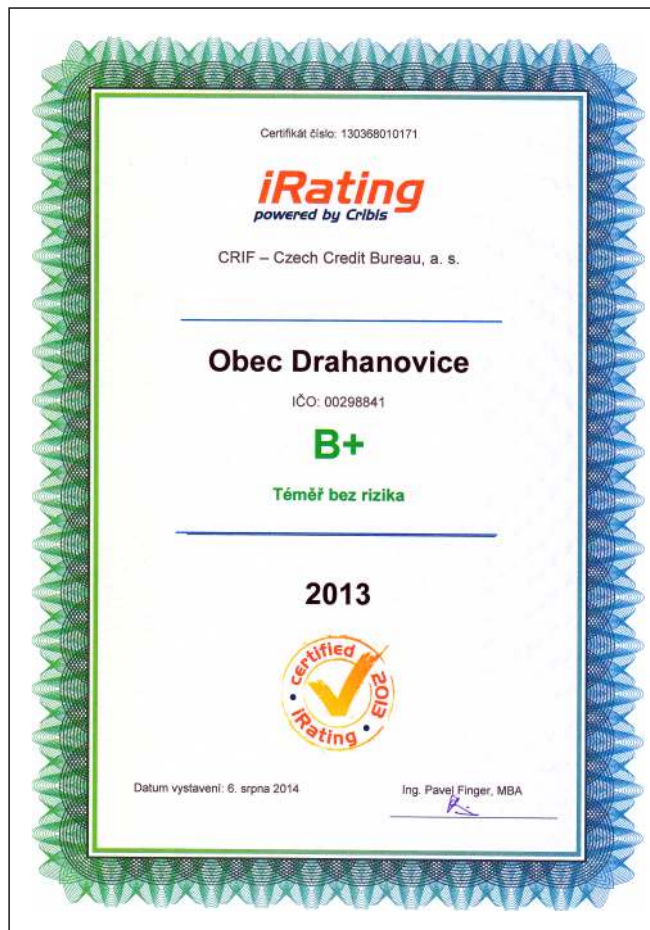 Certifikát číslo: 130368010171
iRating
powered by Cribis
CRIF – Czech Credit Bureau, a. s.
Obec Drahanovice
IČO: 00298841
B+
Téměř bez rizika
2013
certified
2013
iRating
Datum vystavení: 6. srpna 2014
Ing. Pavel Finger, MBA